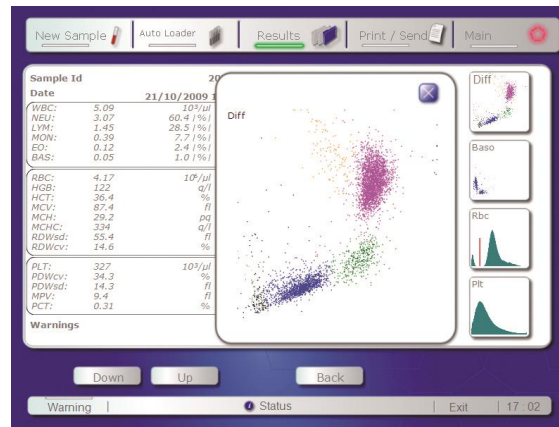 New Sample
Auto Loader
Results
Print / Send
Main
Sample Id 20
Date 21/10/2009 1
WBC: 5.09 10³/µl
NEU: 3.07 60.4 |%|
LYM: 1.45 28.5 |%|
MON: 0.39 7.7 |%|
EO: 0.12 2.4 |%|
BAS: 0.05 1.0 |%|
RBC: 4.17 10⁶/µl
HGB: 122 g/l
HCT: 36.4 %
MCV: 87.4 fl
MCH: 29.2 pg
MCHC: 334 g/l
RDWsd: 55.4 fl
RDWcv: 14.6 %
PLT: 327 10³/µl
PDWcv: 34.3 %
PDWsd: 14.3 fl
MPV: 9.4 fl
PCT: 0.31 %
Warnings
Diff
Diff
Baso
Rbc
Plt
Down
Up
Back
Warning
Status
Exit
17 : 02